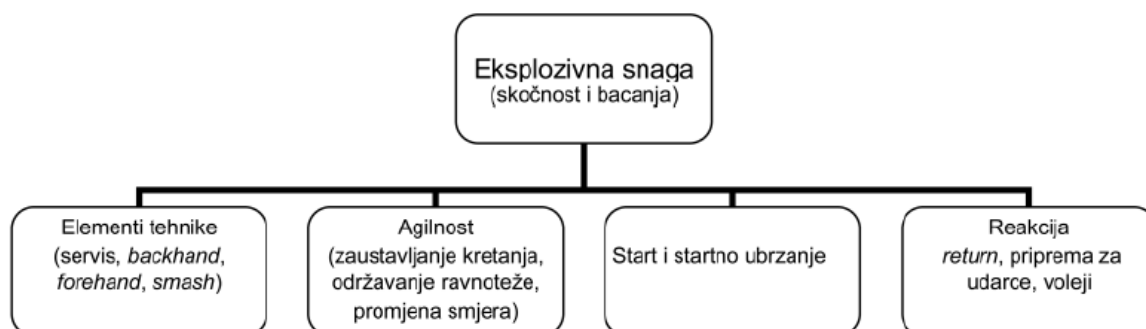 Eksplozivna snaga
(skočnost i bacanja)
Elementi tehnike
(servis, backhand,
forehand, smash)
Agilnost
(zaustavljanje kretanja,
održavanje ravnoteže,
promjena smjera)
Start i startno ubrzanje
Reakcija
return, priprema za
udarce, voleji